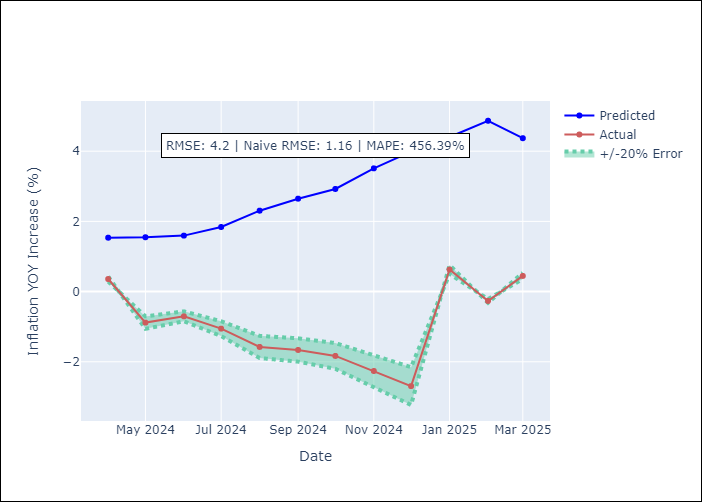 Predicted
Actual
+/-20% Error
RMSE: 4.2 | Naive RMSE: 1.16 | MAPE: 456.39%
4
2
0
−2
Inflation YOY Increase (%)
May 2024
Jul 2024
Sep 2024
Nov 2024
Jan 2025
Mar 2025
Date